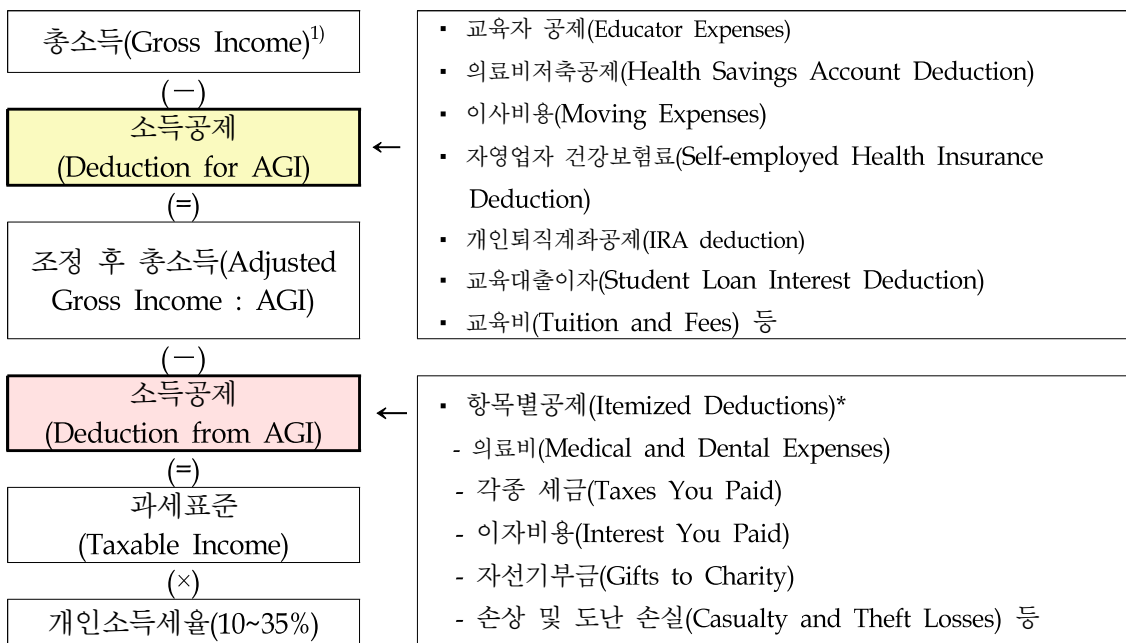 총소득(Gross Income)1)
(−)
소득공제
(Deduction for AGI)
(=)
조정 후 총소득(Adjusted
Gross Income : AGI)
(−)
소득공제
(Deduction from AGI)
(=)
과세표준
(Taxable Income)
(×)
개인소득세율(10~35%)
←
▪ 교육자 공제(Educator Expenses)
▪ 의료비저축공제(Health Savings Account Deduction)
▪ 이사비용(Moving Expenses)
▪ 자영업자 건강보험료(Self-employed Health Insurance
Deduction)
▪ 개인퇴직계좌공제(IRA deduction)
▪ 교육대출이자(Student Loan Interest Deduction)
▪ 교육비(Tuition and Fees) 등
←
▪ 항목별공제(Itemized Deductions)*
- 의료비(Medical and Dental Expenses)
- 각종 세금(Taxes You Paid)
- 이자비용(Interest You Paid)
- 자선기부금(Gifts to Charity)
- 손상 및 도난 손실(Casualty and Theft Losses) 등